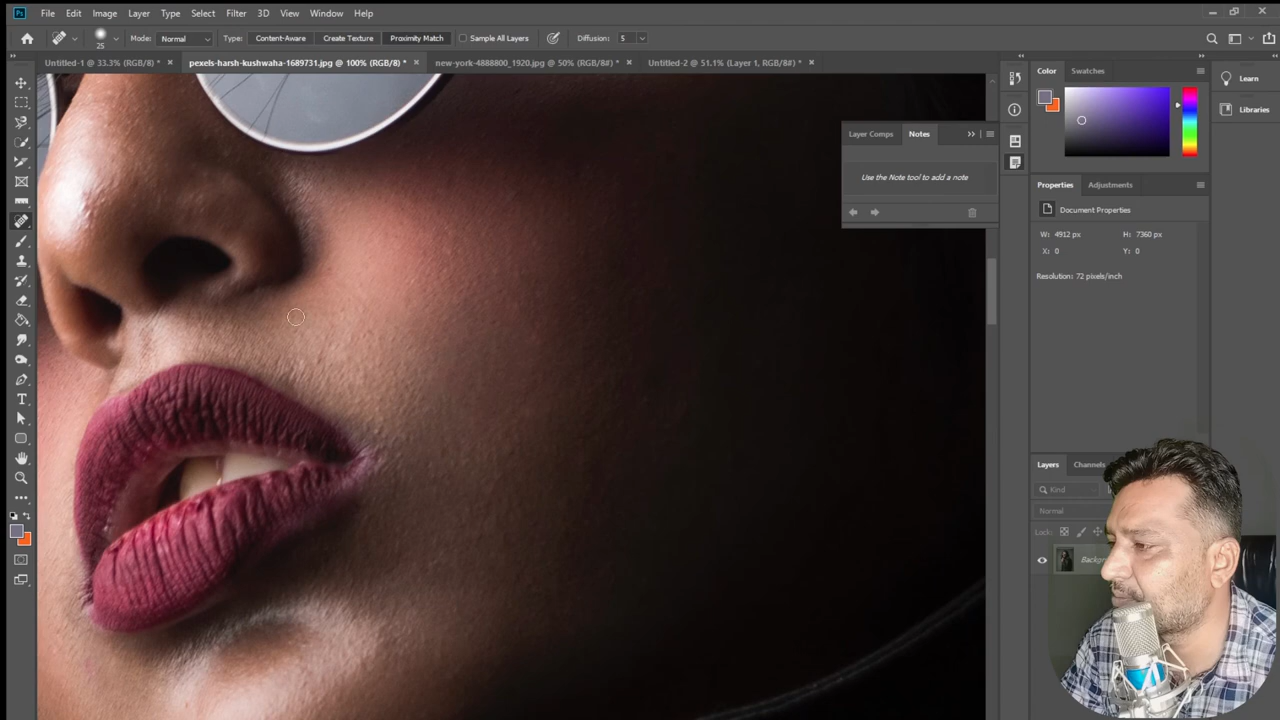 Ps File Edit Image Layer Type Select Filter 3D View Window Help
25 Mode: Normal Type: Content-Aware Create Texture Proximity Match Sample All Layers Diffusion: 5
Untitled-1 @ 33.3% (RGB/8) * pexels-harsh-kushwaha-1689731.jpg @ 100% (RGB/8) * new-york-4888800_1920.jpg @ 50% (RGB/8#) * Untitled-2 @ 51.1% (Layer 1, RGB/8#) *
Color Swatches
Learn
Libraries
Layer Comps Notes
Use the Note tool to add a note
Properties Adjustments
Document Properties
W: 4912 px H: 7360 px
X: 0 Y: 0
Resolution: 72 pixels/inch
Layers Channels
Kind
Normal
Lock: